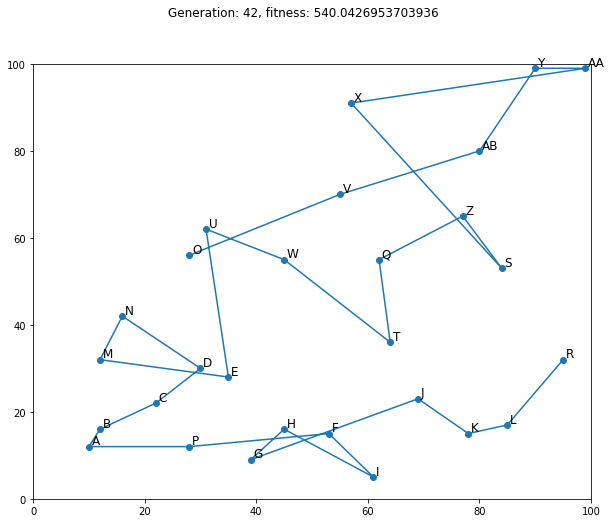 Generation: 42, fitness: 540.0426953703936
100
Y
AA
X
80
AB
V
Z
U
60
O
W
Q
S
40
N
T
M
R
D
E
20
C
J
B
H
F
K
L
A
P
G
I
0
0
20
40
60
80
100